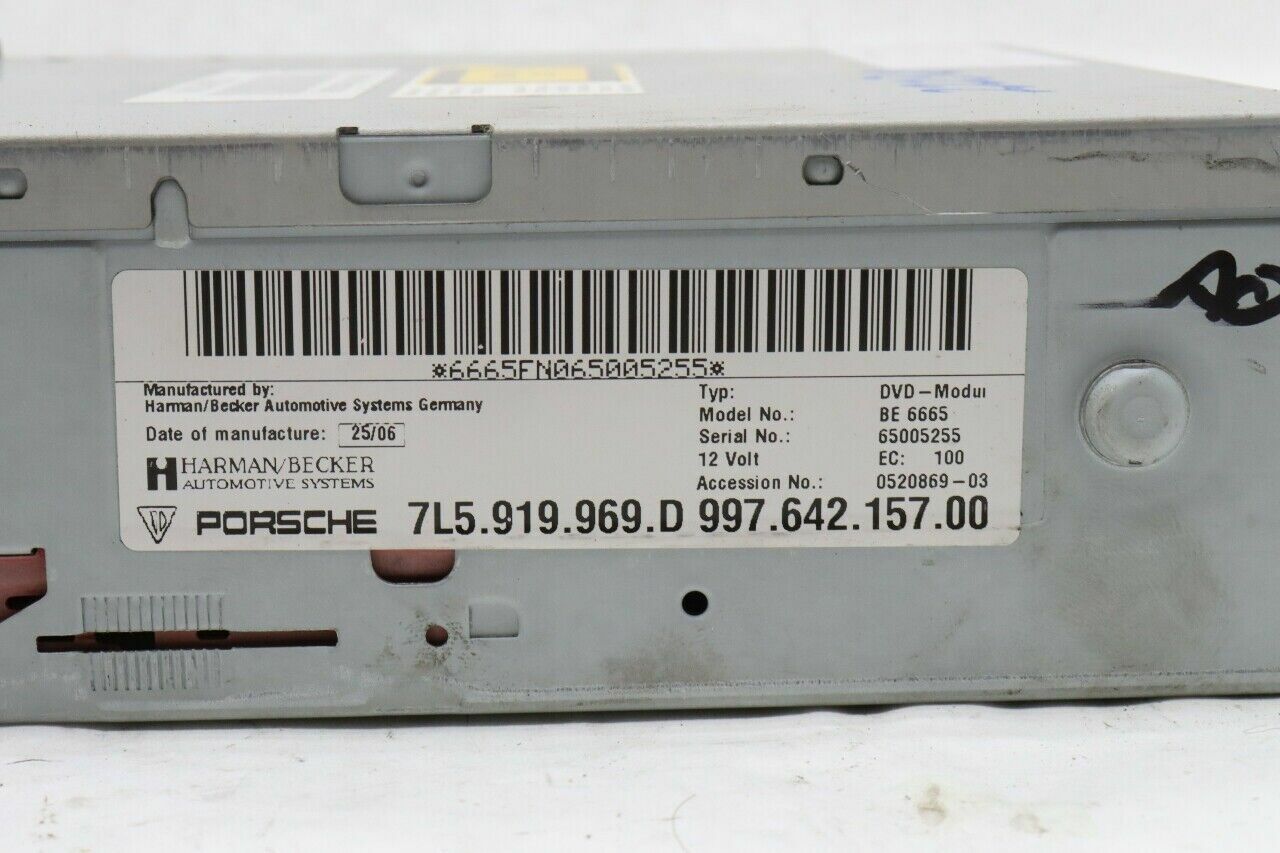 *6665FN065005255*
Manufactured by:
Harman/Becker Automotive Systems Germany
Date of manufacture: 25/06
HARMAN/BECKER
AUTOMOTIVE SYSTEMS
Typ: DVD-Modul
Model No.: BE 6665
Serial No.: 65005255
12 Volt EC: 100
Accession No.: 0520869-03
PORSCHE 7L5.919.969.D 997.642.157.00